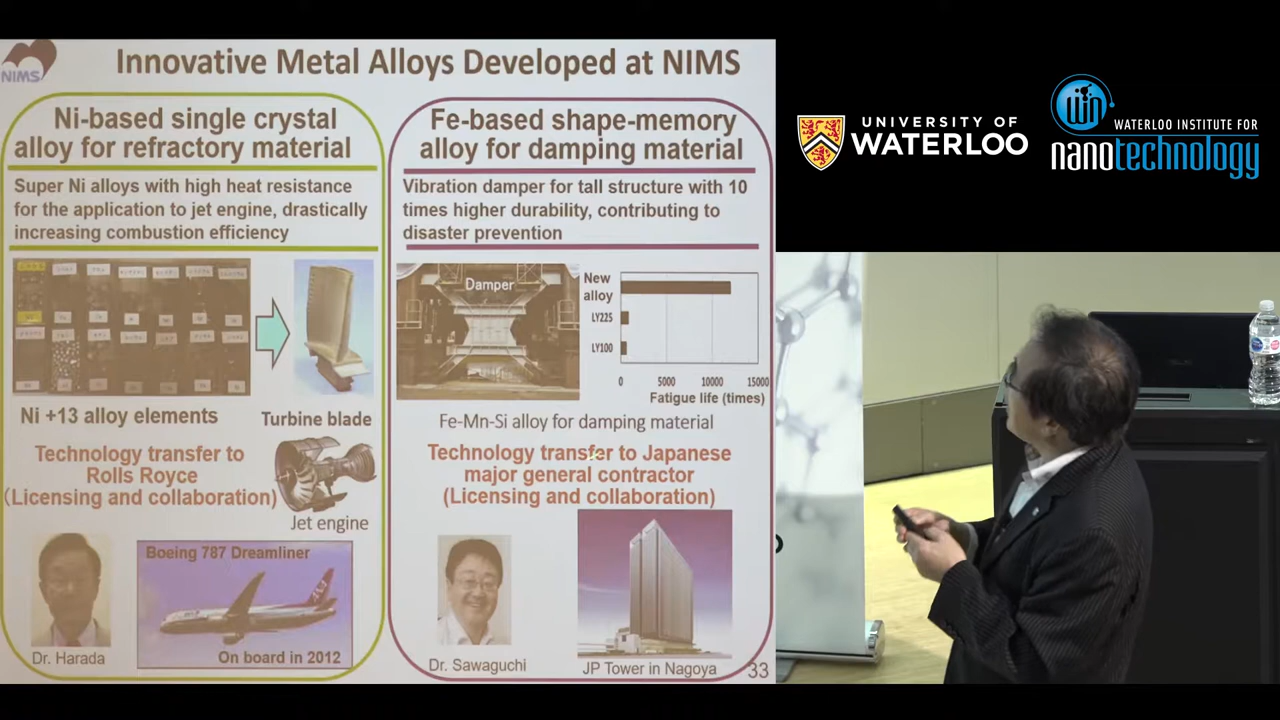 NIMS
Innovative Metal Alloys Developed at NIMS
Ni-based single crystal
alloy for refractory material
Super Ni alloys with high heat resistance
for the application to jet engine, drastically
increasing combustion efficiency
Ni +13 alloy elements
Turbine blade
Technology transfer to
Rolls Royce
(Licensing and collaboration)
Jet engine
Dr. Harada
Boeing 787 Dreamliner
On board in 2012
Fe-based shape-memory
alloy for damping material
Vibration damper for tall structure with 10
times higher durability, contributing to
disaster prevention
Damper
New
alloy
LY225
LY100
0 5000 10000 15000
Fatigue life (times)
Fe-Mn-Si alloy for damping material
Technology transfer to Japanese
major general contractor
(Licensing and collaboration)
Dr. Sawaguchi
JP Tower in Nagoya
33
UNIVERSITY OF
WATERLOO
win
WATERLOO INSTITUTE FOR
nanotechnology